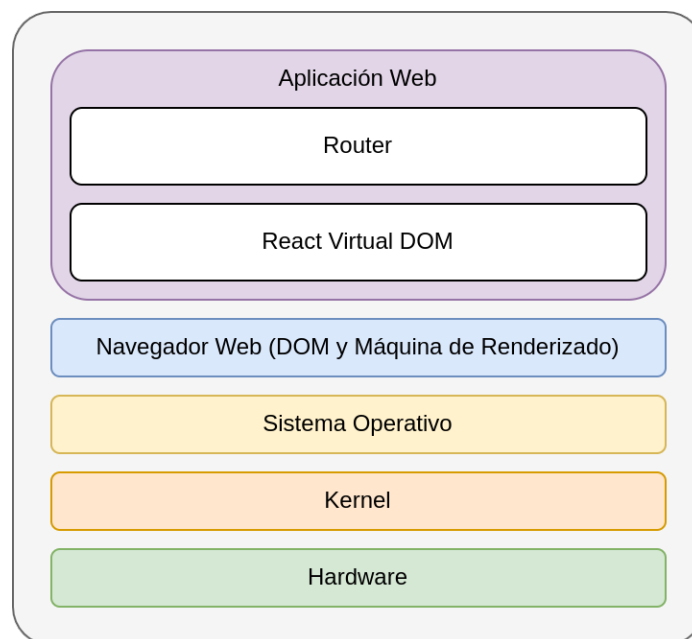 Aplicación Web
Router
React Virtual DOM
Navegador Web (DOM y Máquina de Renderizado)
Sistema Operativo
Kernel
Hardware